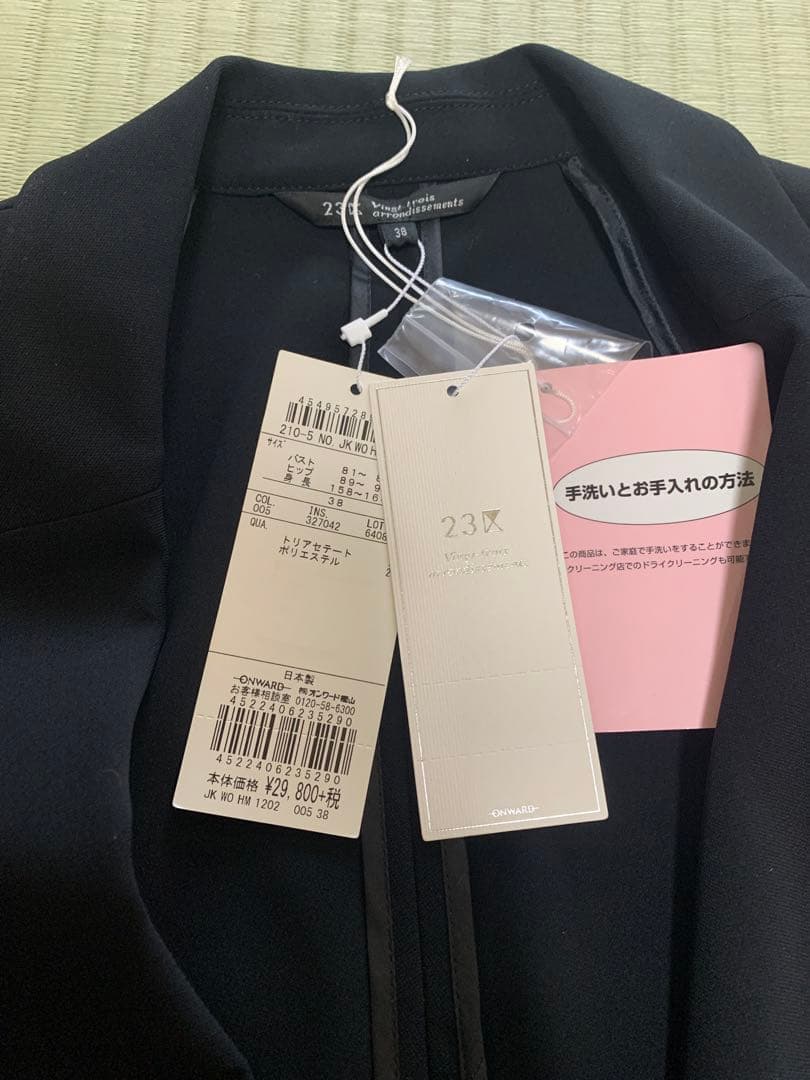 23区 Vingt-trois
arrondissements
38
45495728
210-5 NO. JK WO H
サイズ
バスト 81~
ヒップ 89~
身長 158~16
38
COL. INS. LOT
005 327042 6408
QUA.
トリアセテート
ポリエステル 2
日本製
ONWARD ㈱オンワード樫山
お客様相談室 0120-58-6300
4522406235290
4522406235290
本体価格 ¥29,800+税
JK WO HM 1202 005 38
23区
Vingt-trois
arrondissements
ONWARD
手洗いとお手入れの方法
この商品は、ご家庭で手洗いをすることができま
クリーニング店でのドライクリーニングも可能